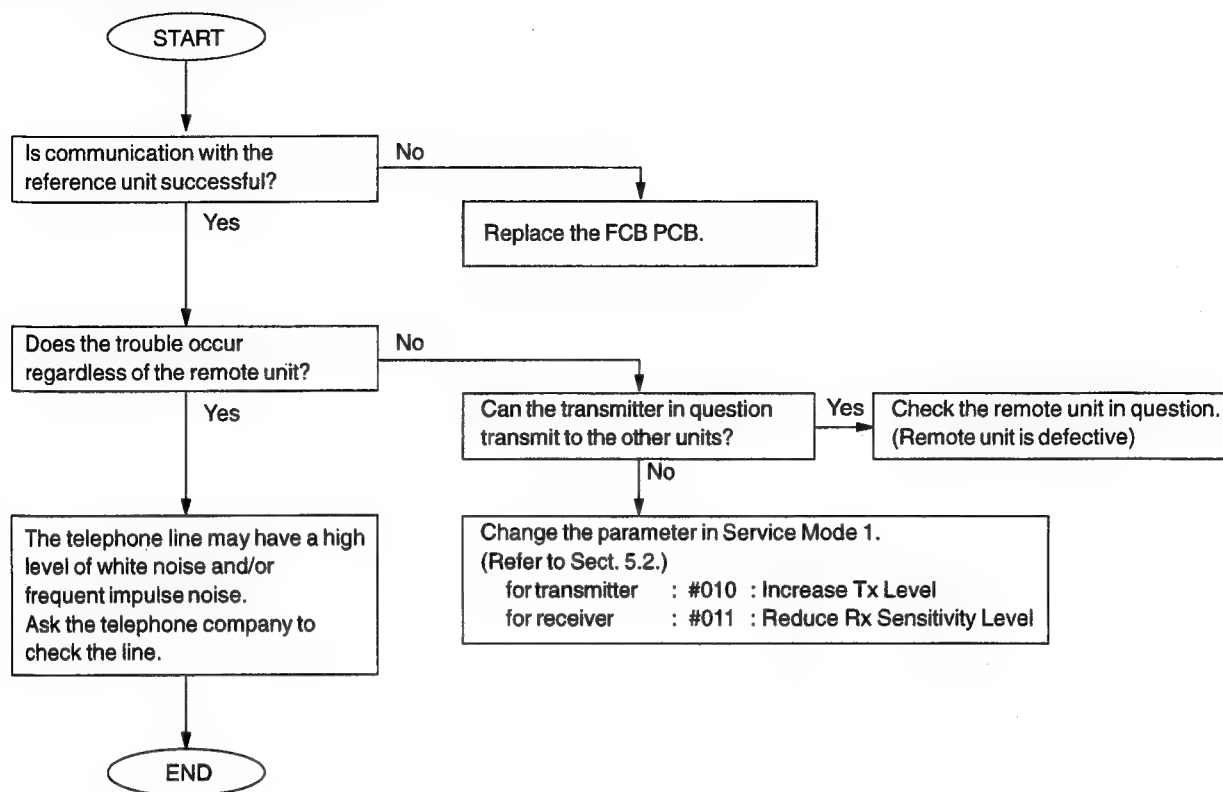 START
Is communication with the
reference unit successful?
No
Yes
Replace the FCB PCB.
Does the trouble occur
regardless of the remote unit?
No
Yes
Can the transmitter in question
transmit to the other units?
Yes
Check the remote unit in question.
(Remote unit is defective)
No
The telephone line may have a high
level of white noise and/or
frequent impulse noise.
Ask the telephone company to
check the line.
Change the parameter in Service Mode 1.
(Refer to Sect. 5.2.)
for transmitter : #010 : Increase Tx Level
for receiver : #011 : Reduce Rx Sensitivity Level
END